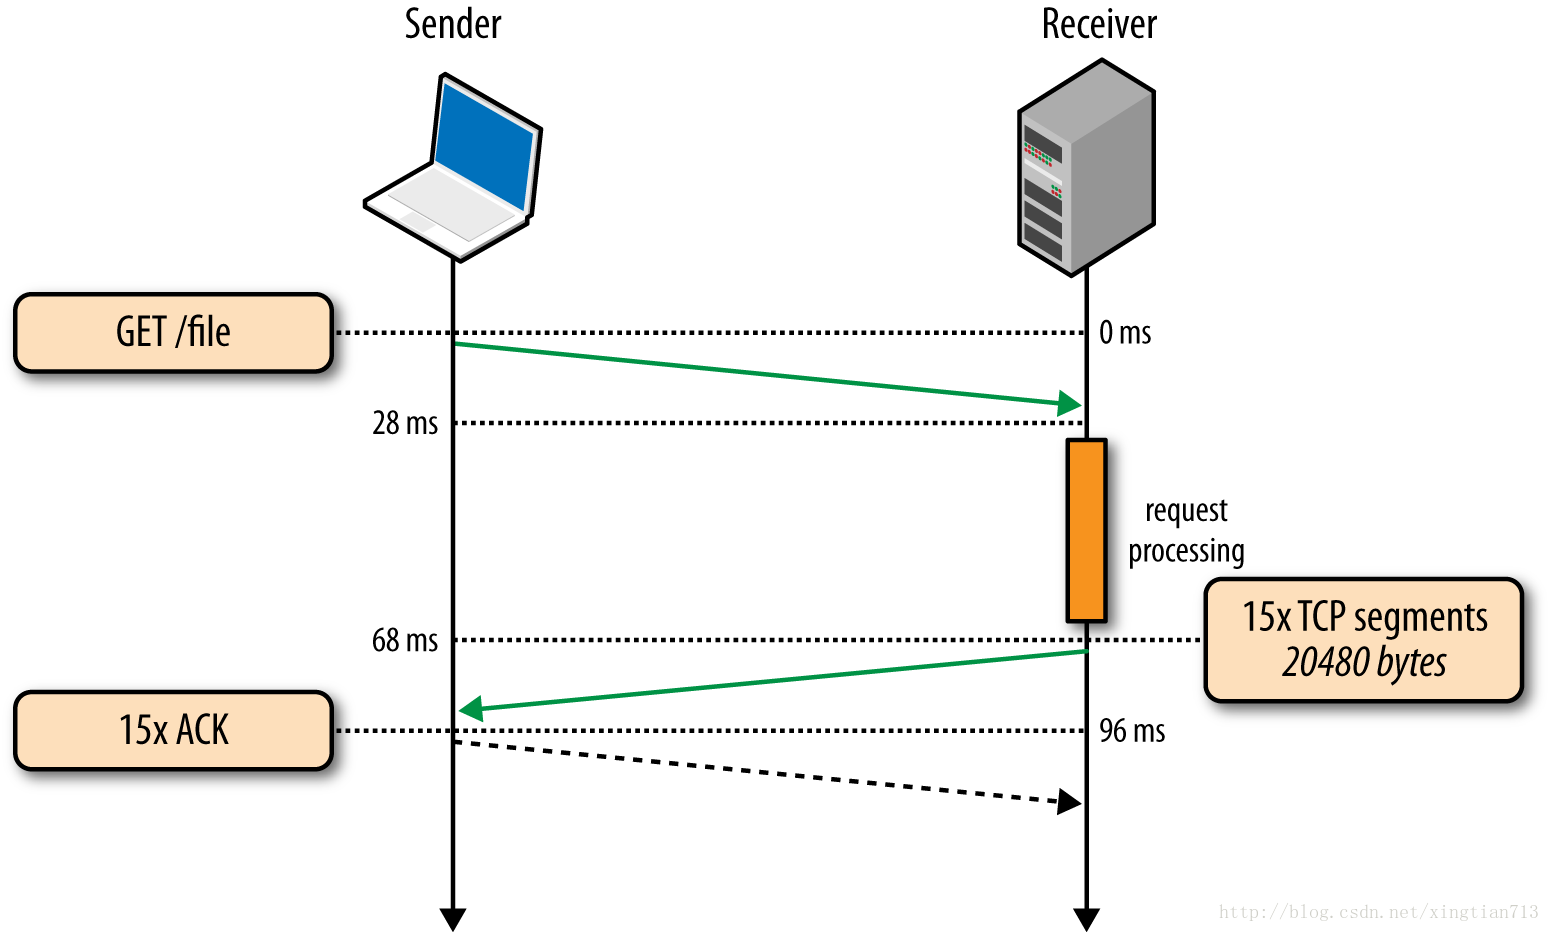 Sender
Receiver
GET /file
0 ms
28 ms
request
processing
15x TCP segments
20480 bytes
68 ms
15x ACK
96 ms
http://blog.csdn.net/xingtian713